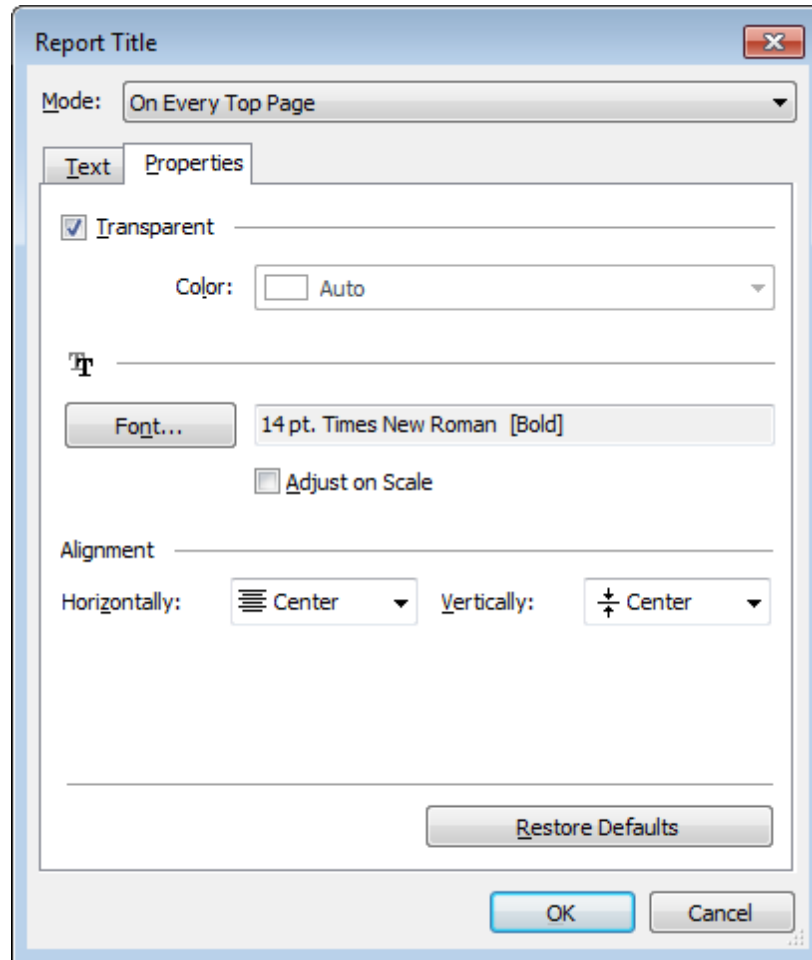 Report Title
Mode: On Every Top Page
Text Properties
Transparent
Color: Auto
Font... 14 pt. Times New Roman [Bold]
Adjust on Scale
Alignment
Horizontally: Center Vertically: Center
Restore Defaults
OK Cancel